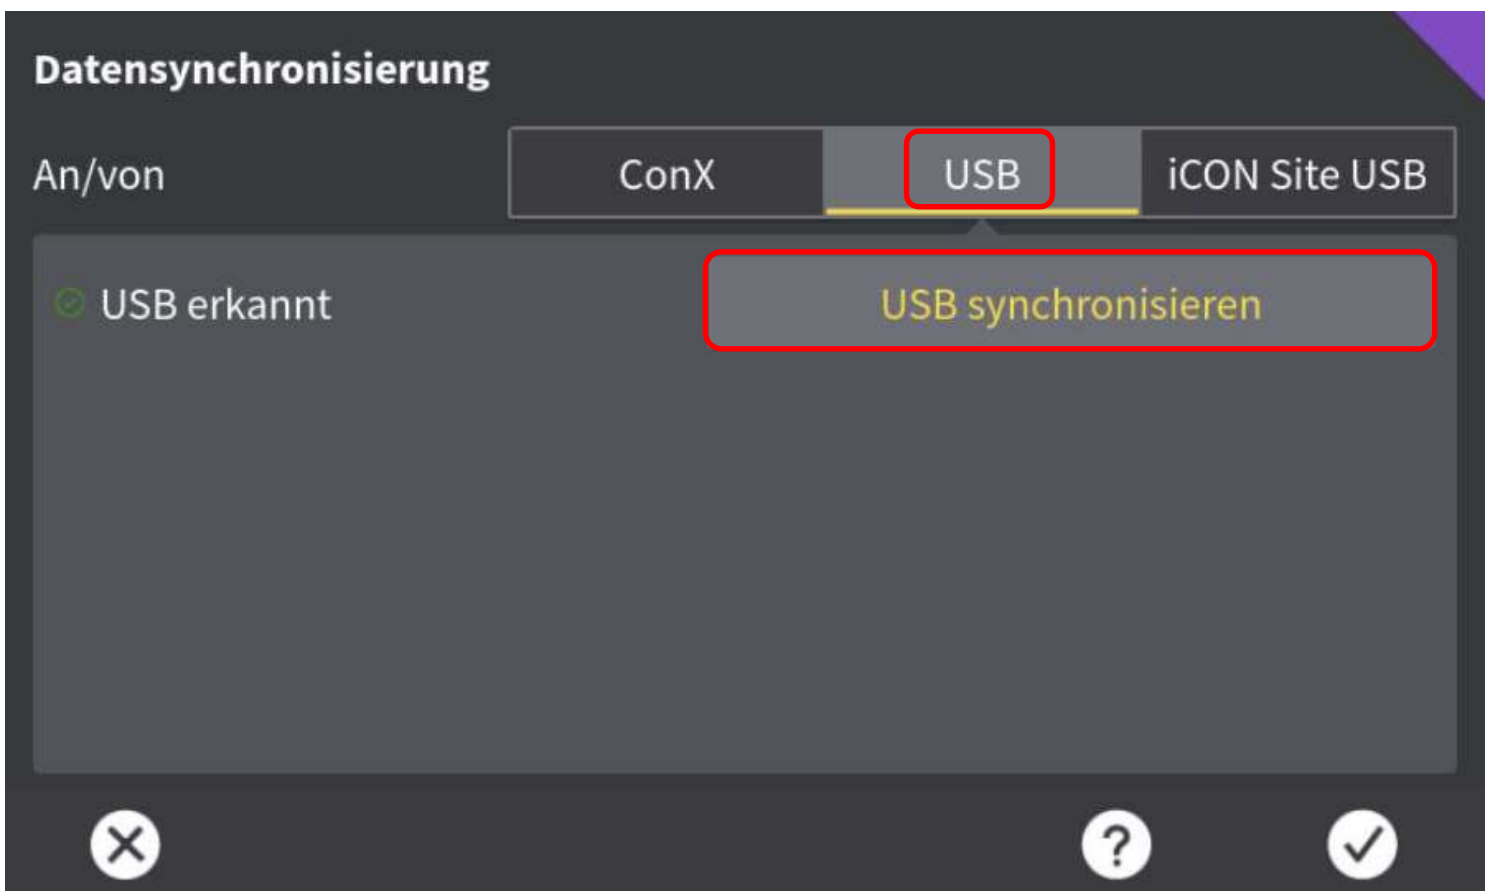 Datensynchronisierung
An/von ConX USB iCON Site USB
USB erkannt USB synchronisieren
?